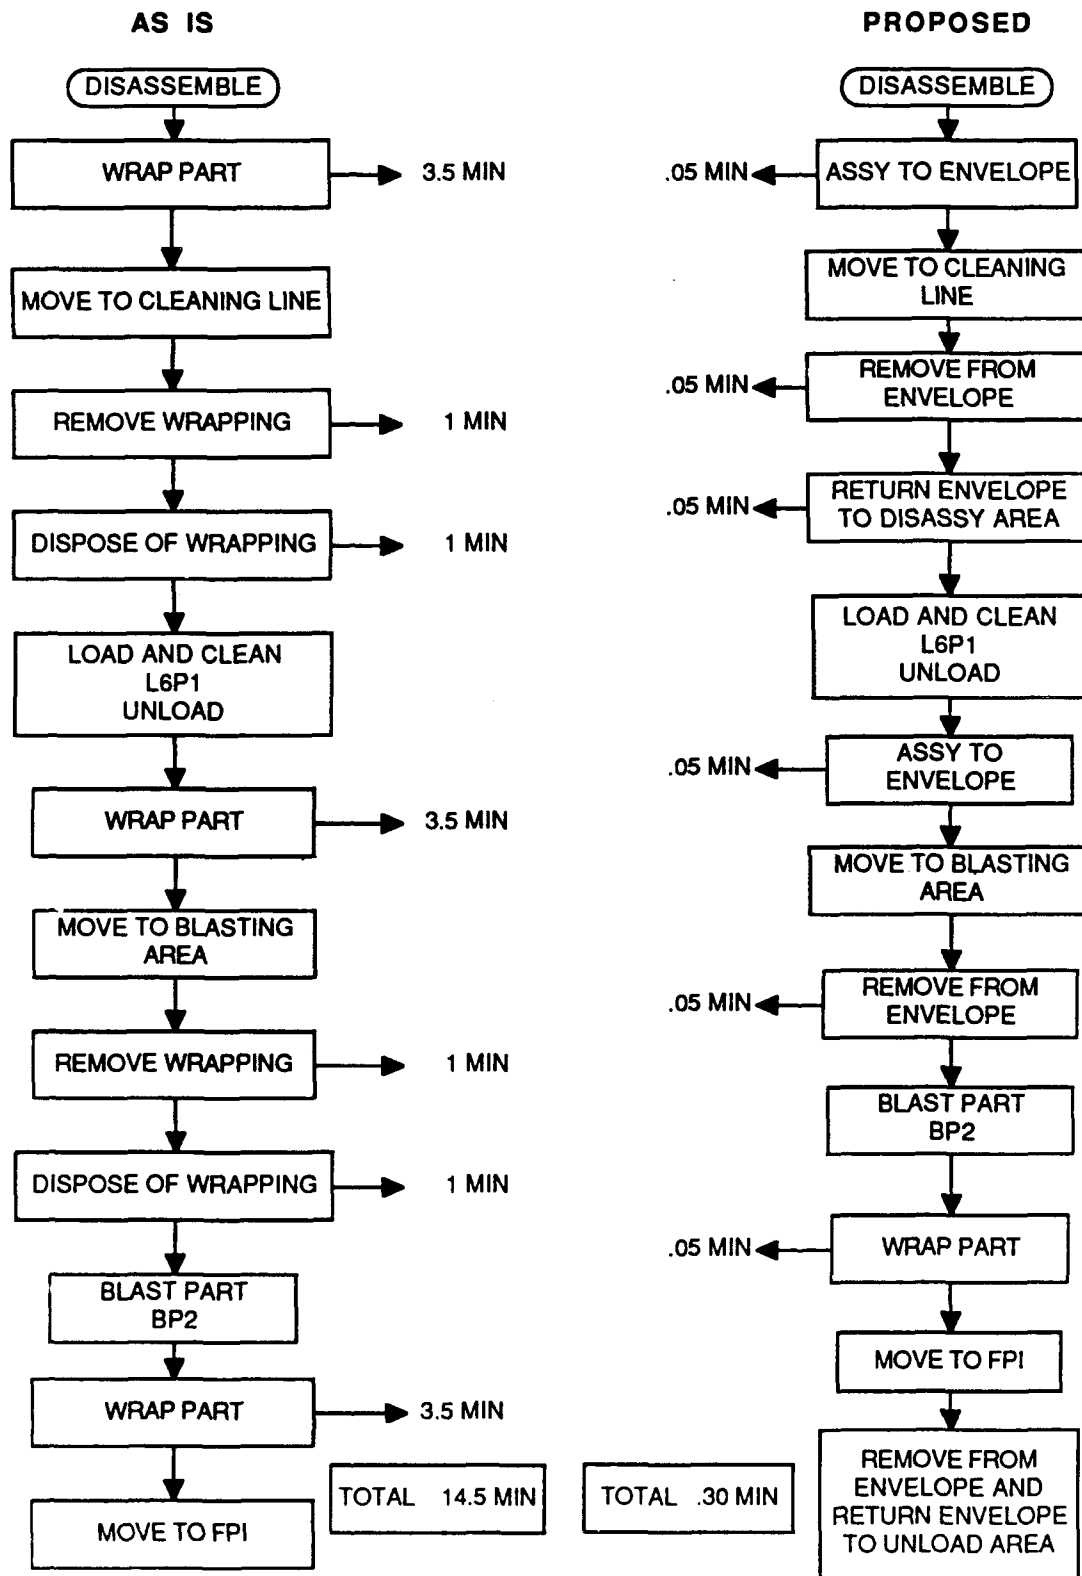 AS IS
DISASSEMBLE
WRAP PART
3.5 MIN
MOVE TO CLEANING LINE
REMOVE WRAPPING
1 MIN
DISPOSE OF WRAPPING
1 MIN
LOAD AND CLEAN
L6P1
UNLOAD
WRAP PART
3.5 MIN
MOVE TO BLASTING
AREA
REMOVE WRAPPING
1 MIN
DISPOSE OF WRAPPING
1 MIN
BLAST PART
BP2
WRAP PART
3.5 MIN
MOVE TO FPI
TOTAL 14.5 MIN
PROPOSED
DISASSEMBLE
.05 MIN
ASSY TO ENVELOPE
MOVE TO CLEANING
LINE
.05 MIN
REMOVE FROM
ENVELOPE
.05 MIN
RETURN ENVELOPE
TO DISASSY AREA
LOAD AND CLEAN
L6P1
UNLOAD
.05 MIN
ASSY TO
ENVELOPE
MOVE TO BLASTING
AREA
.05 MIN
REMOVE FROM
ENVELOPE
BLAST PART
BP2
.05 MIN
WRAP PART
MOVE TO FPI
REMOVE FROM
ENVELOPE AND
RETURN ENVELOPE
TO UNLOAD AREA
TOTAL .30 MIN